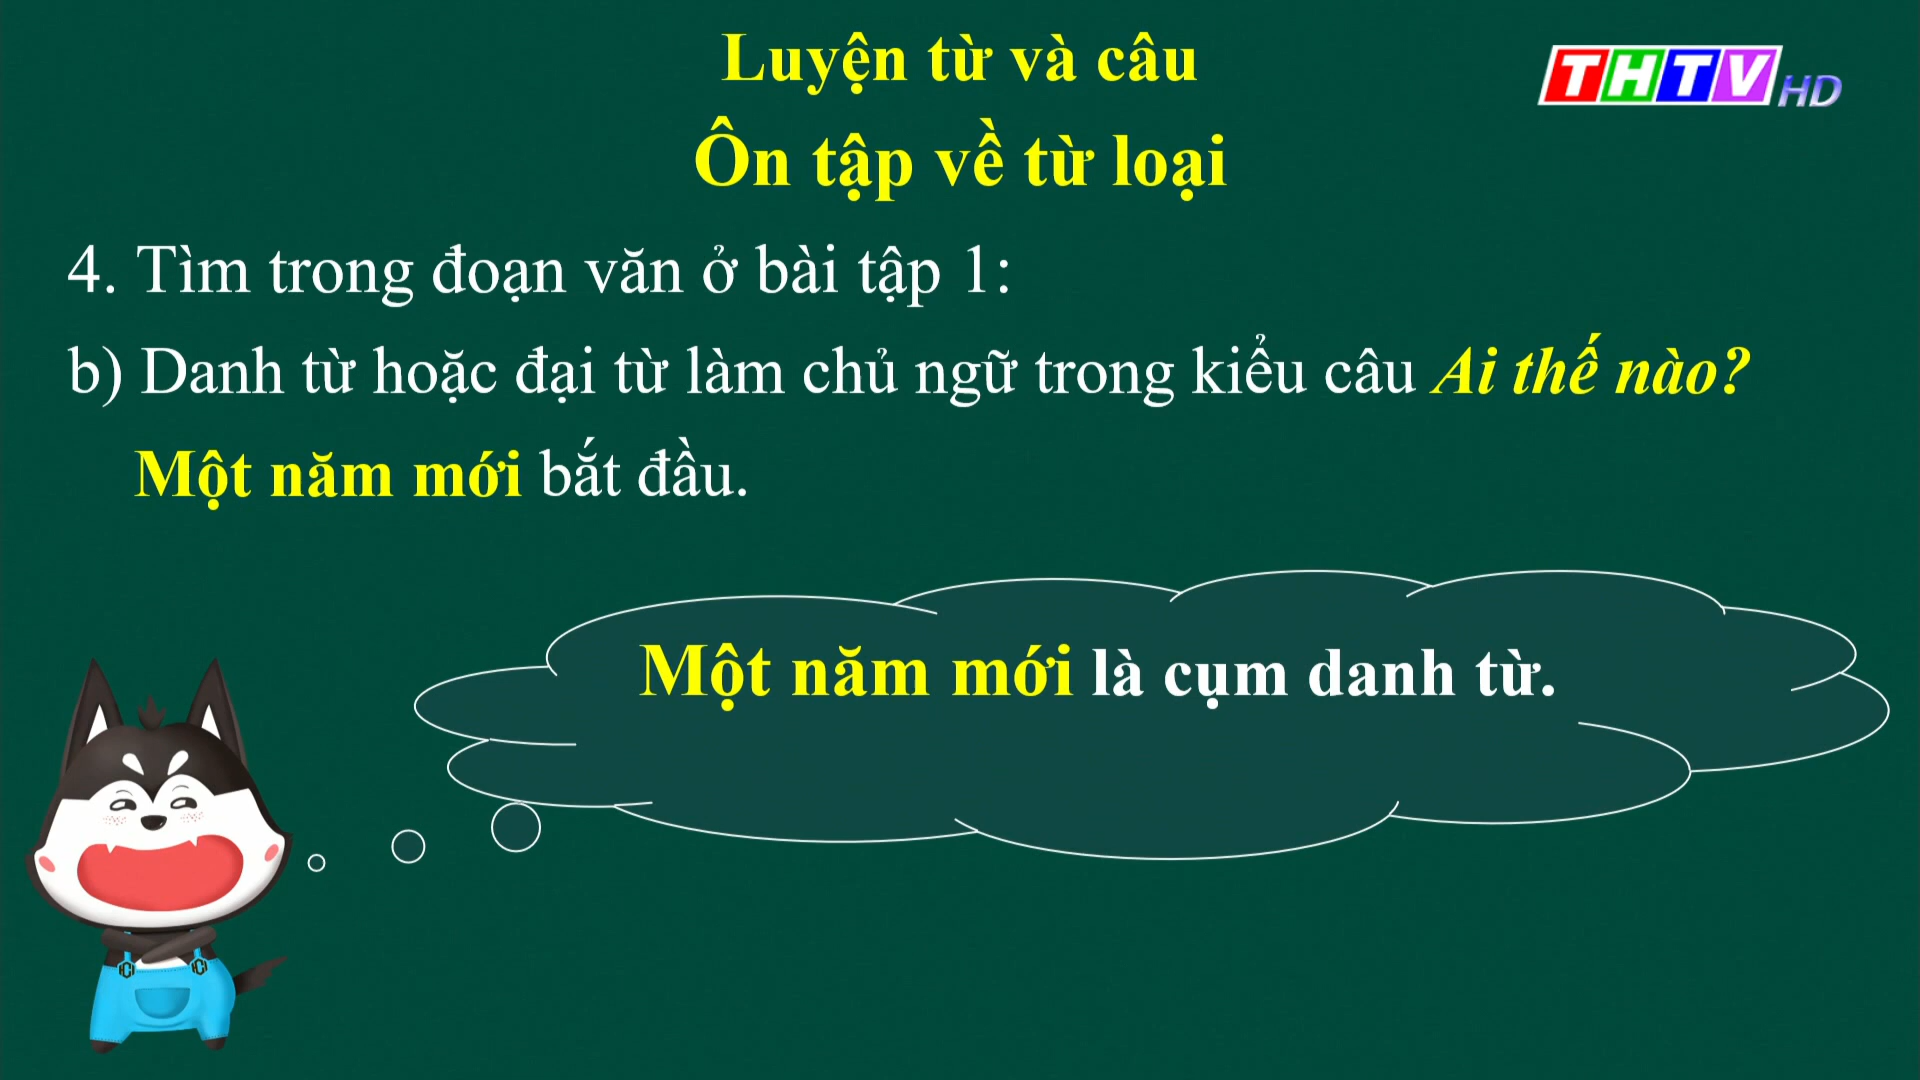 Luyện từ và câu
THTV HD
Ôn tập về từ loại
4. Tìm trong đoạn văn ở bài tập 1:
b) Danh từ hoặc đại từ làm chủ ngữ trong kiểu câu Ai thế nào?
Một năm mới bắt đầu.
Một năm mới là cụm danh từ.